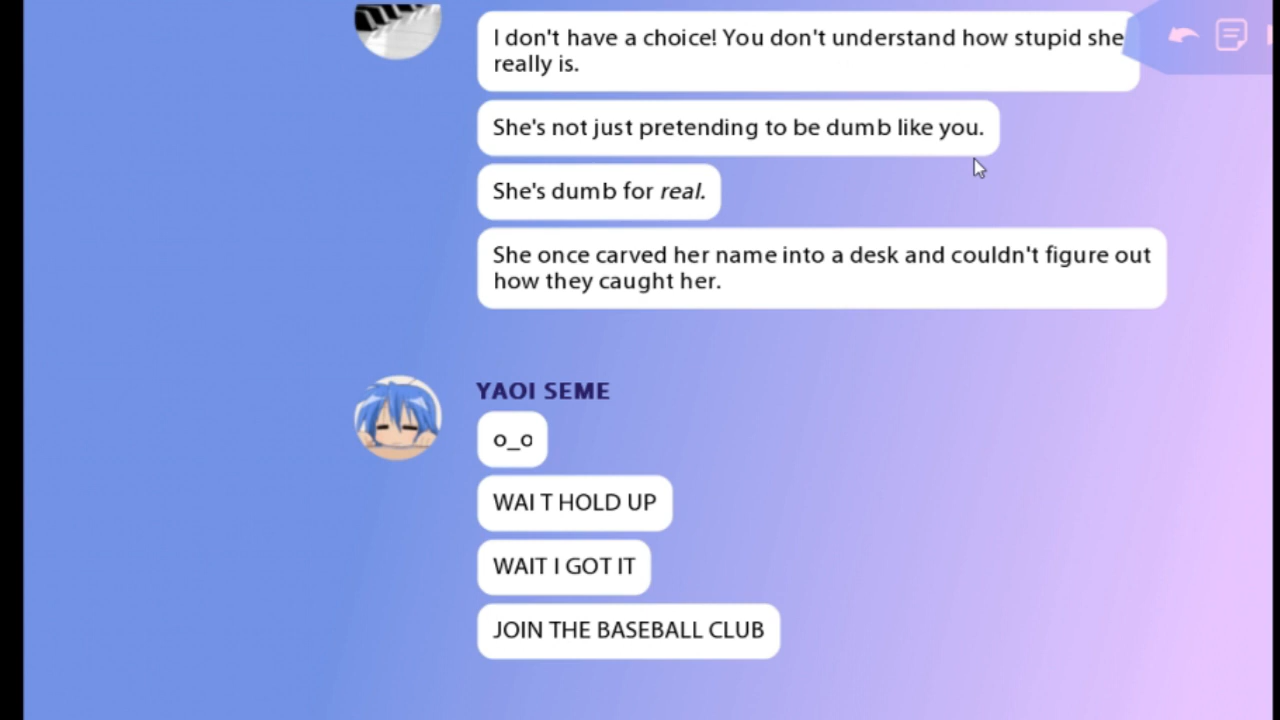 I don't have a choice! You don't understand how stupid she
really is.
She's not just pretending to be dumb like you.
She's dumb for real.
She once carved her name into a desk and couldn't figure out
how they caught her.
YAOI SEME
o_o
WAI T HOLD UP
WAIT I GOT IT
JOIN THE BASEBALL CLUB